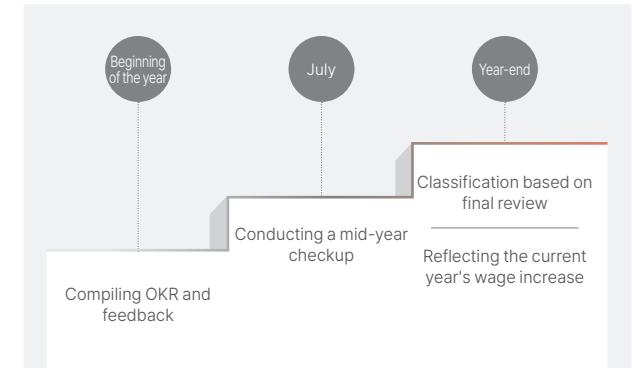 Beginning
of the year
July
Year-end
Compiling OKR and
feedback
Conducting a mid-year
checkup
Classification based on
final review
Reflecting the current
year's wage increase